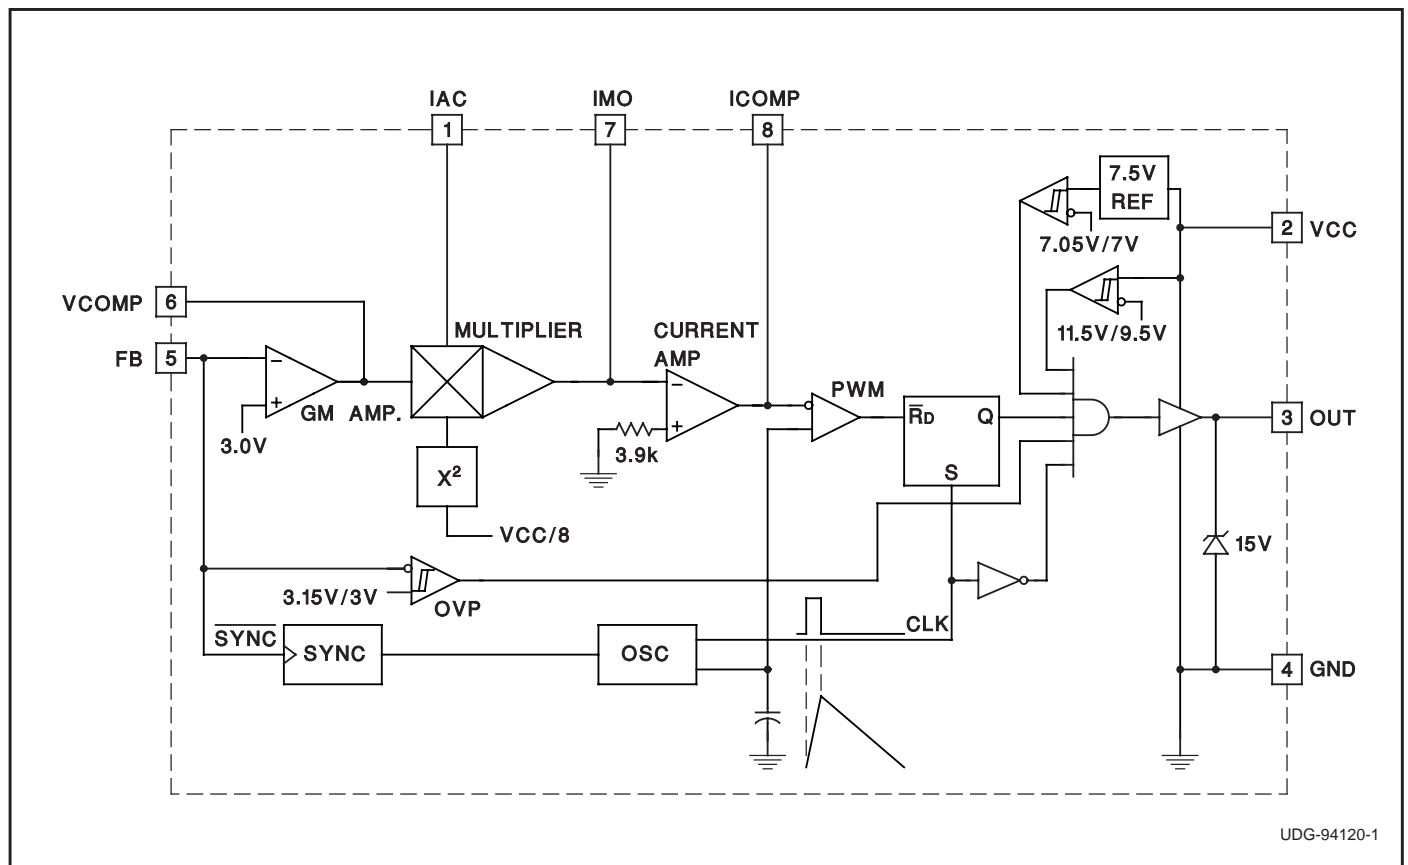 IAC
IMO
ICOMP
1
7
8
7.5V
REF
7.05V/7V
2 VCC
11.5V/9.5V
VCOMP 6
MULTIPLIER
CURRENT
AMP
FB 5
−
+
GM AMP.
3.0V
−
+
3.9k
PWM
R̅D Q
S
3 OUT
X²
VCC/8
15V
3.15V/3V
OVP
S̅Y̅N̅C̅
SYNC
OSC
CLK
4 GND
UDG-94120-1